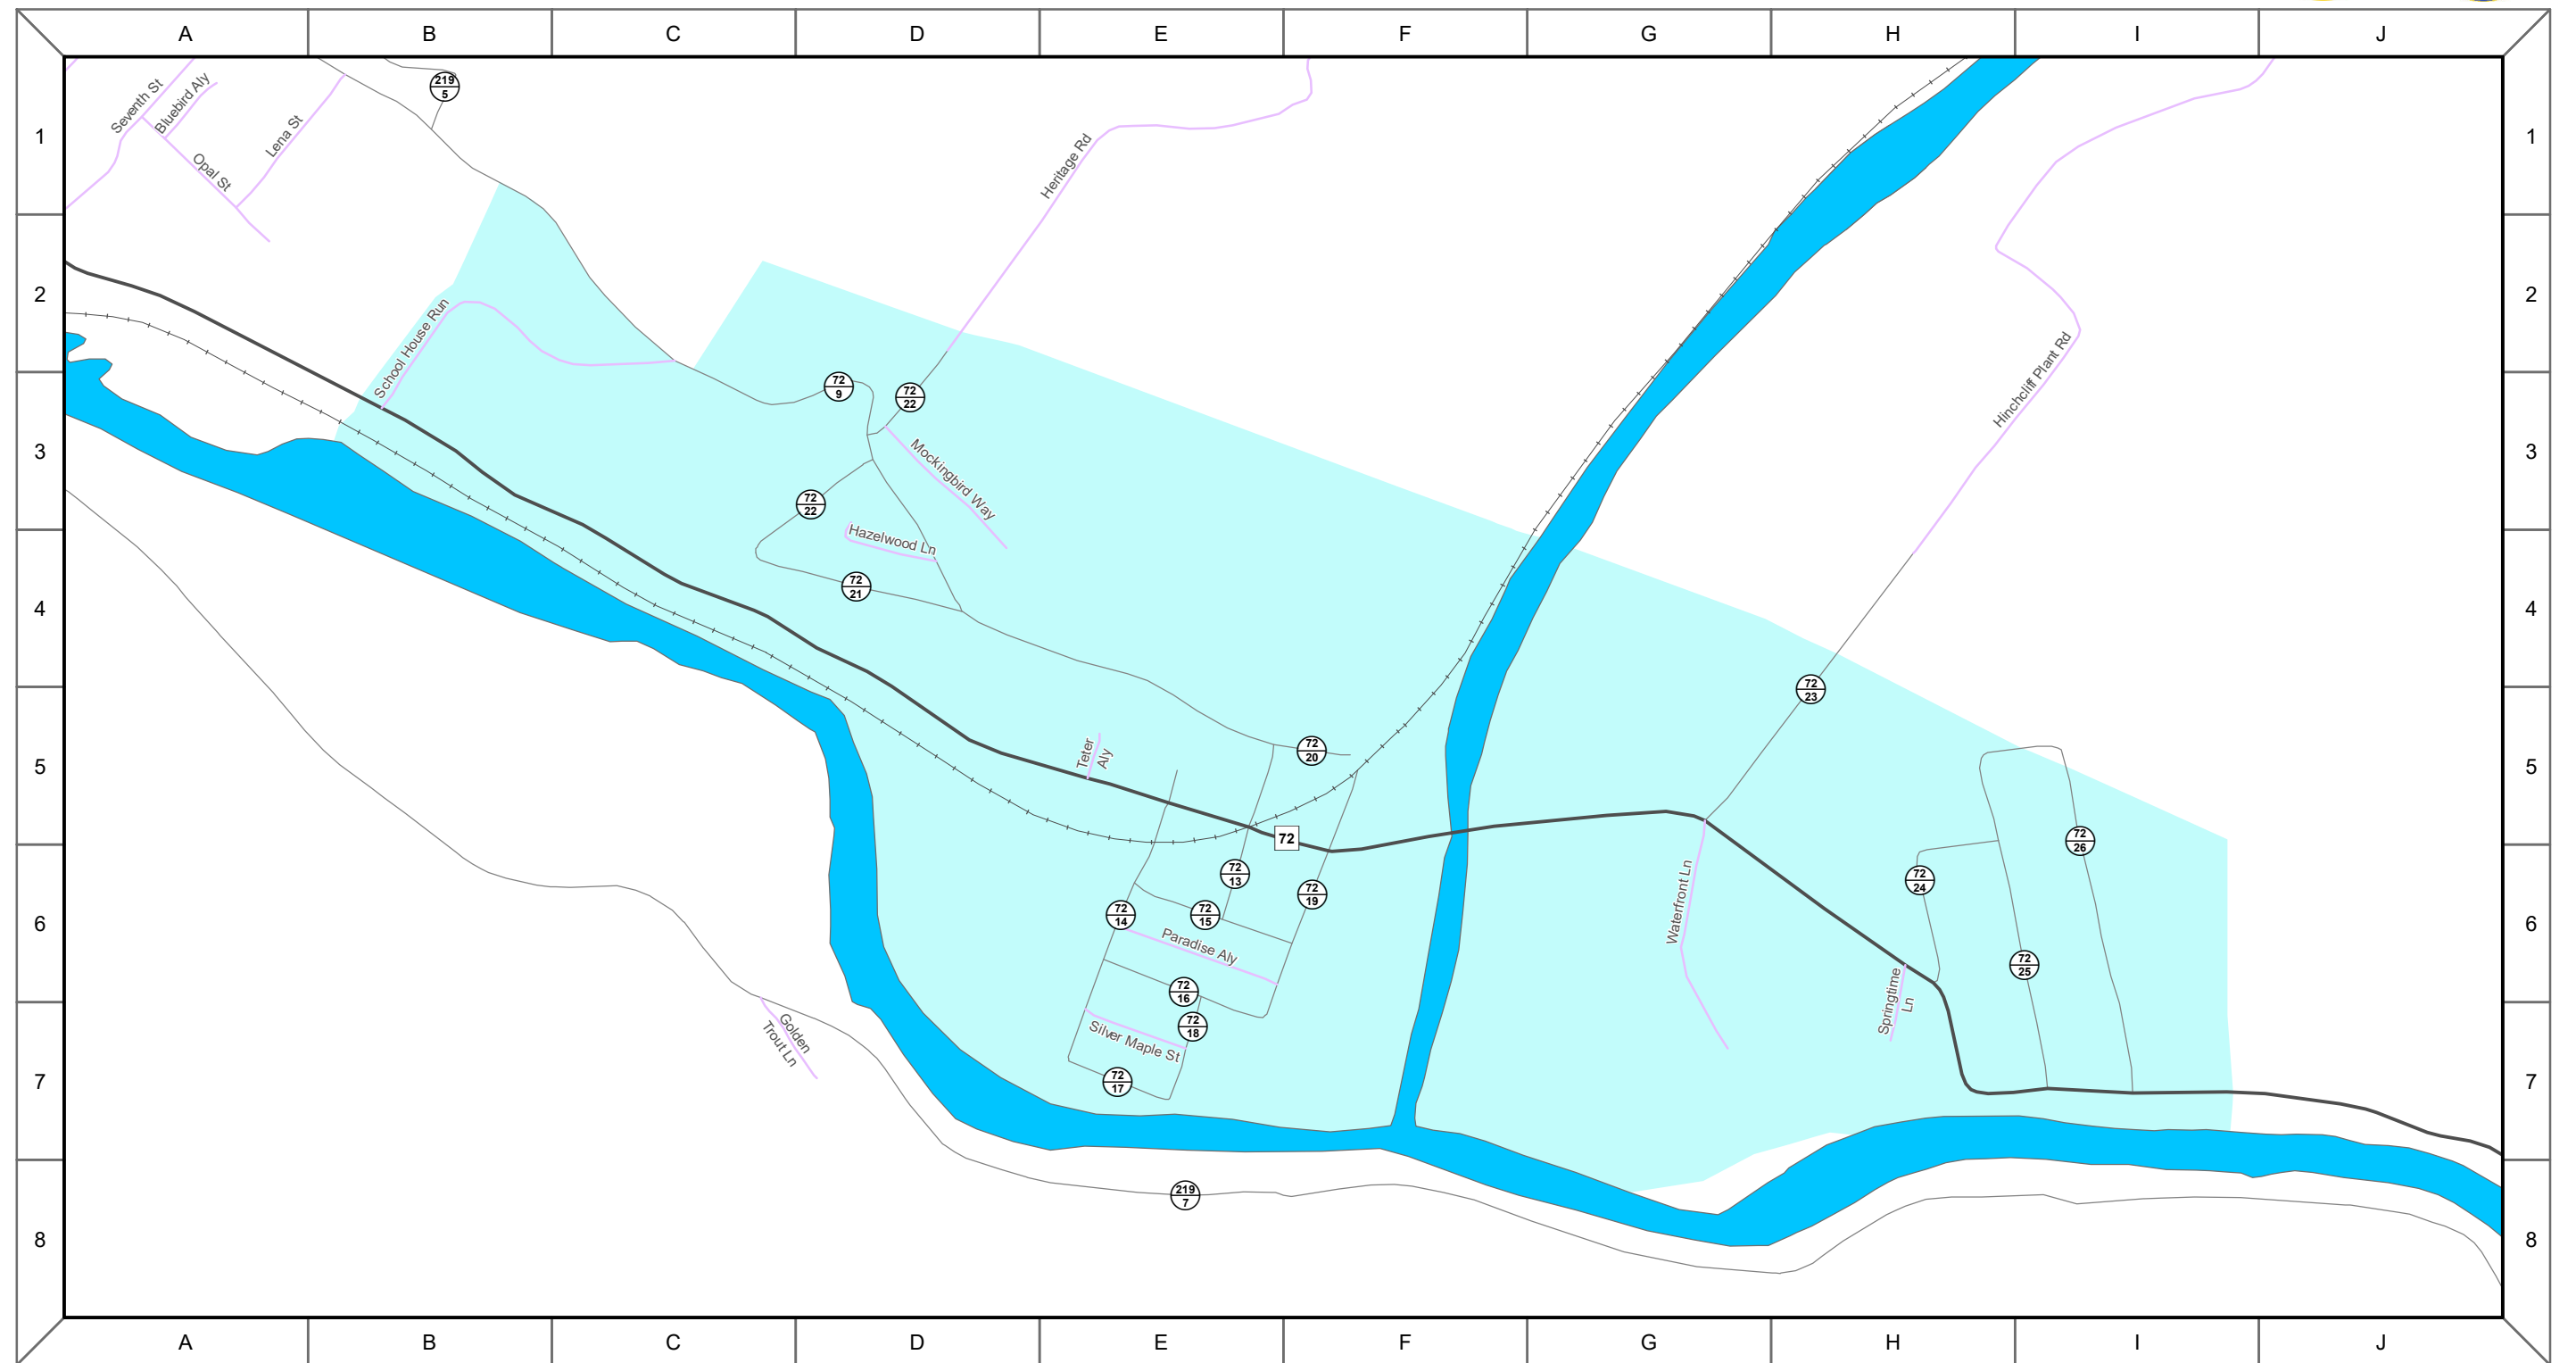 A B C D E F G H I J
1
2
3
4
5
6
7
8
1
2
3
4
5
6
7
8
Seventh St
Bluebird Aly
Lena St
Opal St
219
5
Heritage Rd
School House Run
72
9
72
22
Mockingbird Way
72
22
Hazelwood Ln
72
21
Hinchcliff Plant Rd
72
23
Teter
Aly
72
20
72
72
13
72
19
72
14
72
15
Paradise Aly
72
16
72
18
Silver Maple St
72
17
Waterfront Ln
72
24
72
26
72
25
Springtime
Ln
Golden
Trout Ln
219
7
A B C D E F G H I J